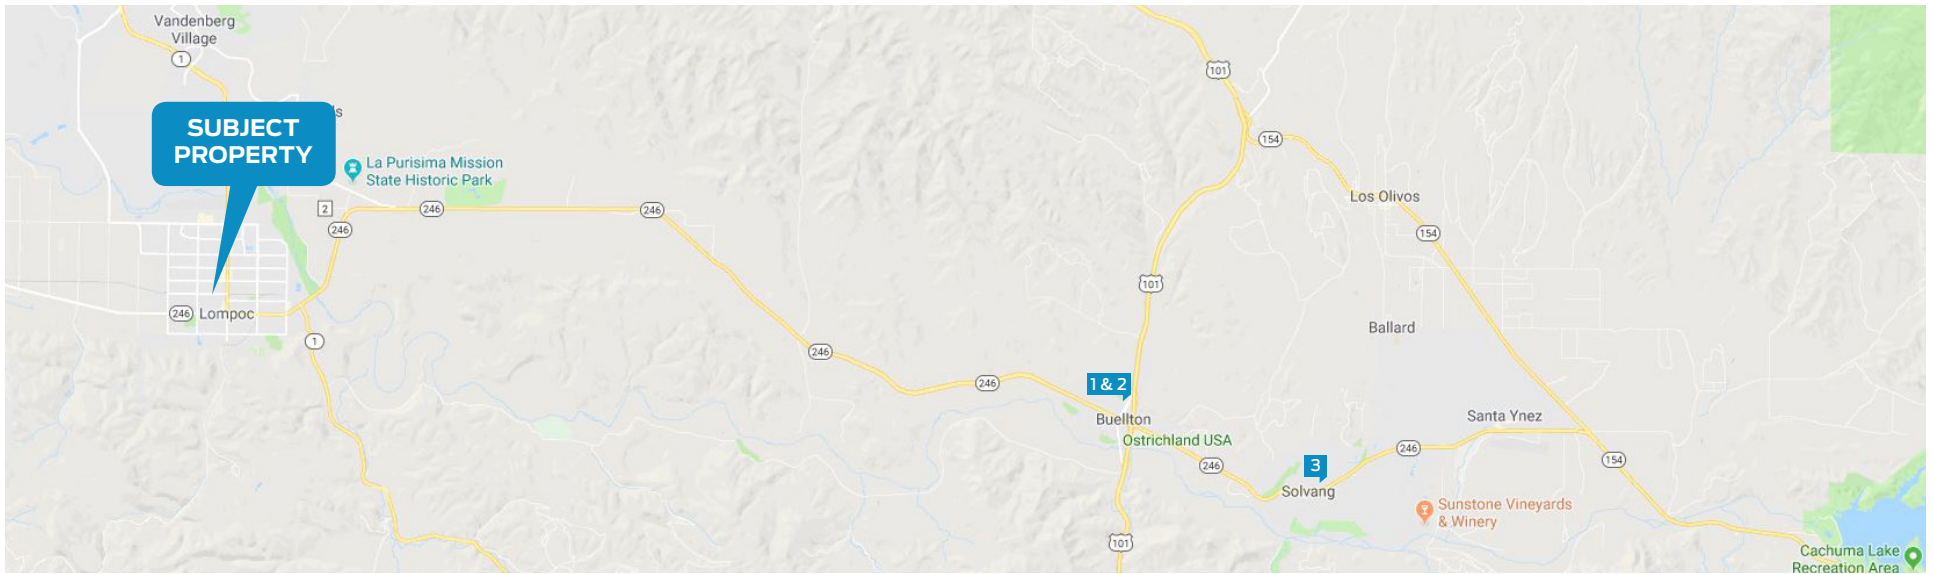 Vandenberg
Village
1
101
SUBJECT
PROPERTY
ls
154
La Purisima Mission
State Historic Park
Los Olivos
2
246
246
246
154
101
246
Lompoc
1
Ballard
246
246
1 & 2
Buellton
Santa Ynez
Ostrichland USA
246
246
154
3
Solvang
Sunstone Vineyards
& Winery
101
Cachuma Lake
Recreation Area